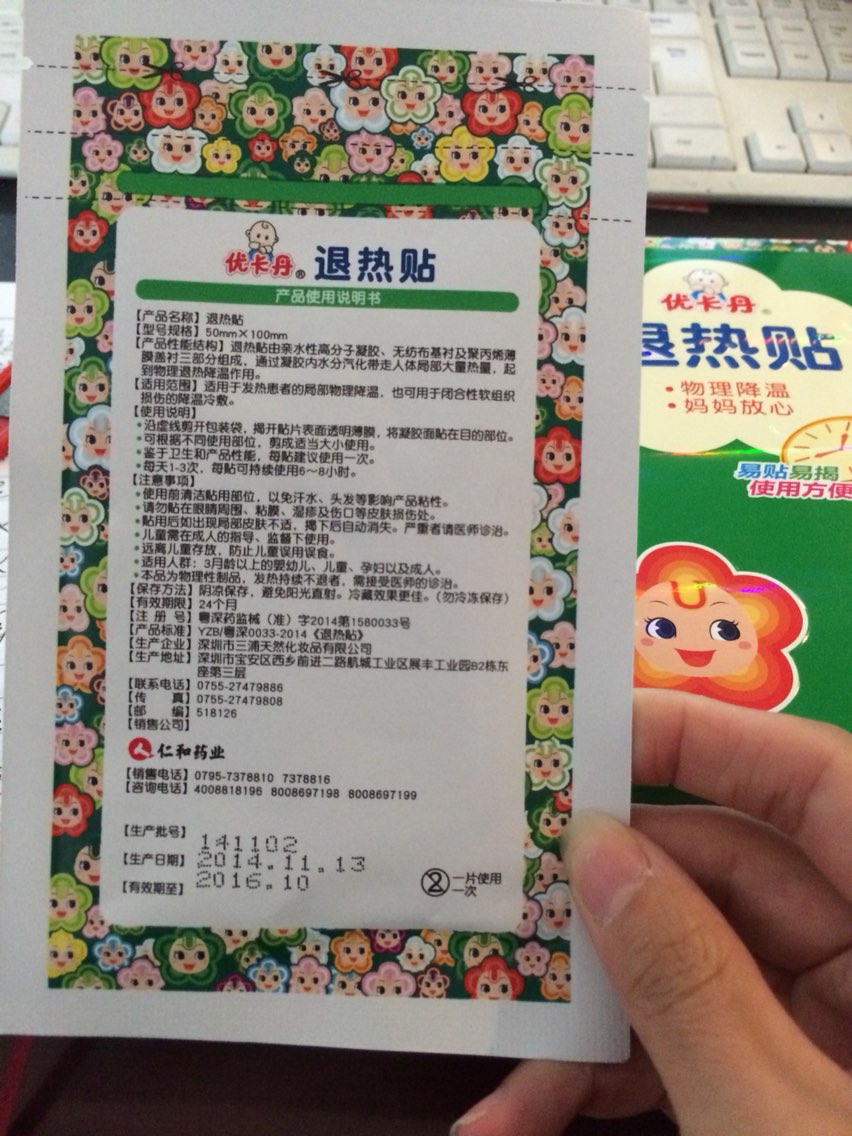 优卡丹® 退热贴
产品使用说明书
【产品名称】退热贴
【型号规格】50mm×100mm
【产品性能结构】退热贴由亲水性高分子凝胶、无纺布基衬及聚丙烯薄
膜盖衬三部分组成，通过凝胶内水分汽化带走人体局部大量热量，起
到物理退热降温作用。
【适用范围】适用于发热患者的局部物理降温，也可用于闭合性软组织
损伤的降温冷敷。
【使用说明】
•沿虚线剪开包装袋，揭开贴片表面透明薄膜，将凝胶面贴在目的部位。
•可根据不同使用部位，剪成适当大小使用。
•鉴于卫生和产品性能，每贴建议使用一次。
•每天1-3次，每贴可持续使用6～8小时。
【注意事项】
•使用前清洁贴用部位，以免汗水、头发等影响产品粘性。
•请勿贴在眼睛周围、粘膜、湿疹及伤口等皮肤损伤处。
•贴用后如出现局部皮肤不适，揭下后自动消失。严重者请医师诊治。
•儿童需在成人的指导、监督下使用。
•远离儿童存放，防止儿童误用误食。
•适用人群：3月龄以上的婴幼儿、儿童、孕妇以及成人。
•本品为物理性制品，发热持续不退者，需接受医师的诊治。
【保存方法】阴凉保存，避免阳光直射。冷藏效果更佳。（勿冷冻保存）
【有效期限】24个月
【注 册 号】粤深药监械（准）字2014第1580033号
【产品标准】YZB/粤深0033-2014《退热贴》
【生产企业】深圳市三浦天然化妆品有限公司
【生产地址】深圳市宝安区西乡前进二路航城工业区展丰工业园B2栋东
座第三层
【联系电话】0755-27479886
【传 真】0755-27479808
【邮 编】518126
【销售公司】
仁和药业
【销售电话】0795-7378810 7378816
【咨询电话】4008818196 8008697198 8008697199
【生产批号】141102
【生产日期】2014.11.13
【有效期至】2016.10
一片使用
一次
优卡丹®
退热贴
•物理降温
•妈妈放心
易贴易揭
使用方便